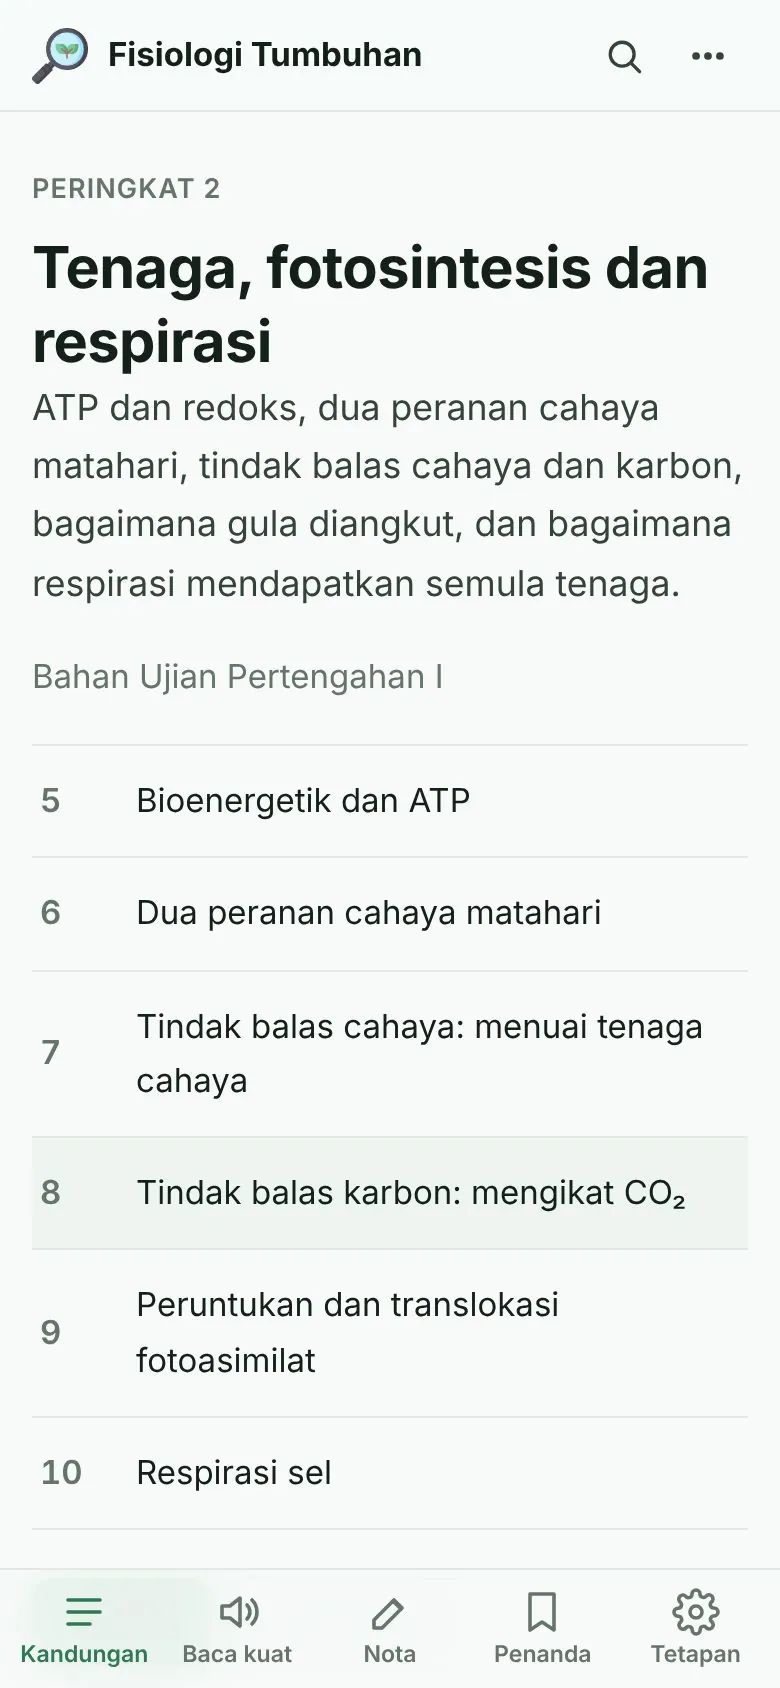 Fisiologi Tumbuhan
PERINGKAT 2
Tenaga, fotosintesis dan
respirasi
ATP dan redoks, dua peranan cahaya
matahari, tindak balas cahaya dan karbon,
bagaimana gula diangkut, dan bagaimana
respirasi mendapatkan semula tenaga.
Bahan Ujian Pertengahan I
5 Bioenergetik dan ATP
6 Dua peranan cahaya matahari
7 Tindak balas cahaya: menuai tenaga
cahaya
8 Tindak balas karbon: mengikat CO₂
9 Peruntukan dan translokasi
fotoasimilat
10 Respirasi sel
Kandungan Baca kuat Nota Penanda Tetapan